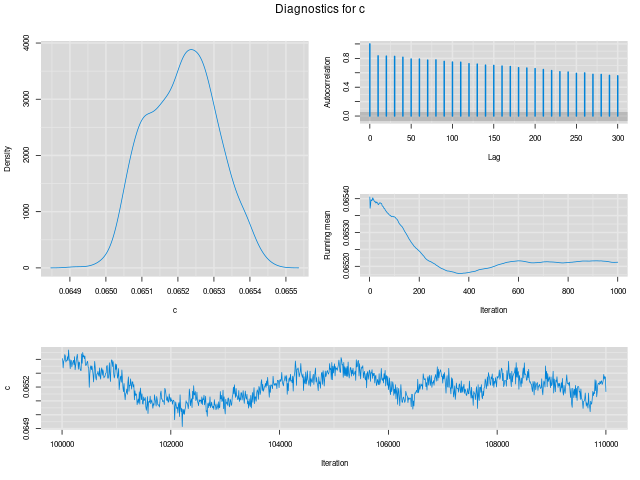 Diagnostics for c
Density
4000
3000
2000
1000
0
0.0649 0.0650 0.0651 0.0652 0.0653 0.0654 0.0655
c
Autocorrelation
0.8
0.4
0.0
0 50 100 150 200 250 300
Lag
Running mean
0.06540
0.06530
0.06520
0 200 400 600 800 1000
Iteration
c
0.0652
0.0649
100000 102000 104000 106000 108000 110000
Iteration